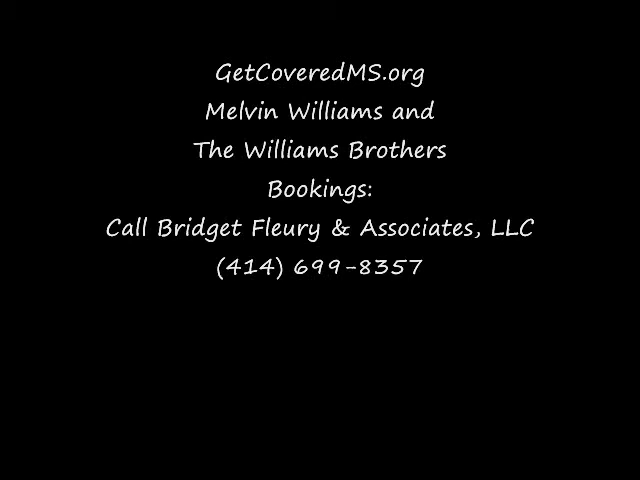 GetCoveredMS.org
Melvin Williams and
The Williams Brothers
Bookings:
Call Bridget Fleury & Associates, LLC
(414) 699-8357